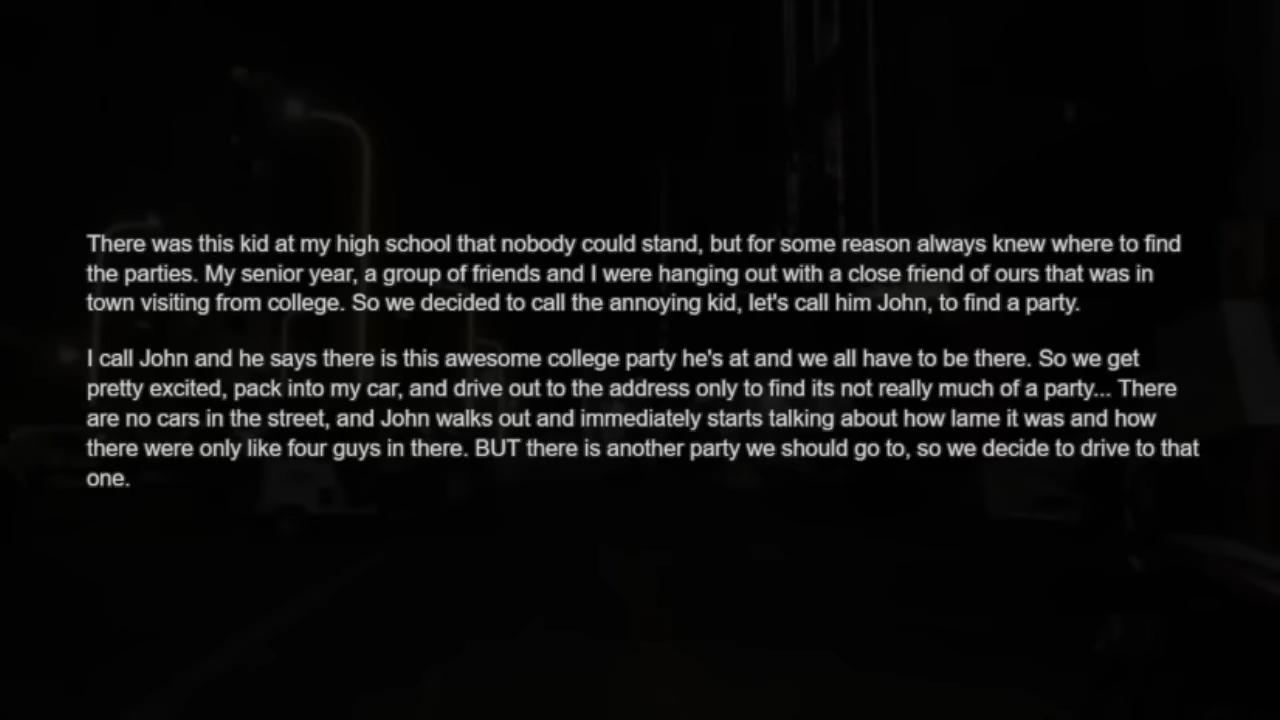 There was this kid at my high school that nobody could stand, but for some reason always knew where to find
the parties. My senior year, a group of friends and I were hanging out with a close friend of ours that was in
town visiting from college. So we decided to call the annoying kid, let's call him John, to find a party.
I call John and he says there is this awesome college party he's at and we all have to be there. So we get
pretty excited, pack into my car, and drive out to the address only to find its not really much of a party... There
are no cars in the street, and John walks out and immediately starts talking about how lame it was and how
there were only like four guys in there. BUT there is another party we should go to, so we decide to drive to that
one.